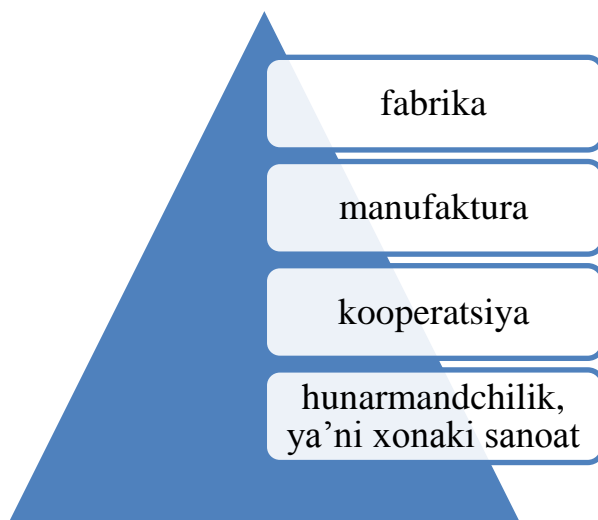 fabrika
manufaktura
kooperatsiya
hunarmandchilik,
ya’ni xonaki sanoat